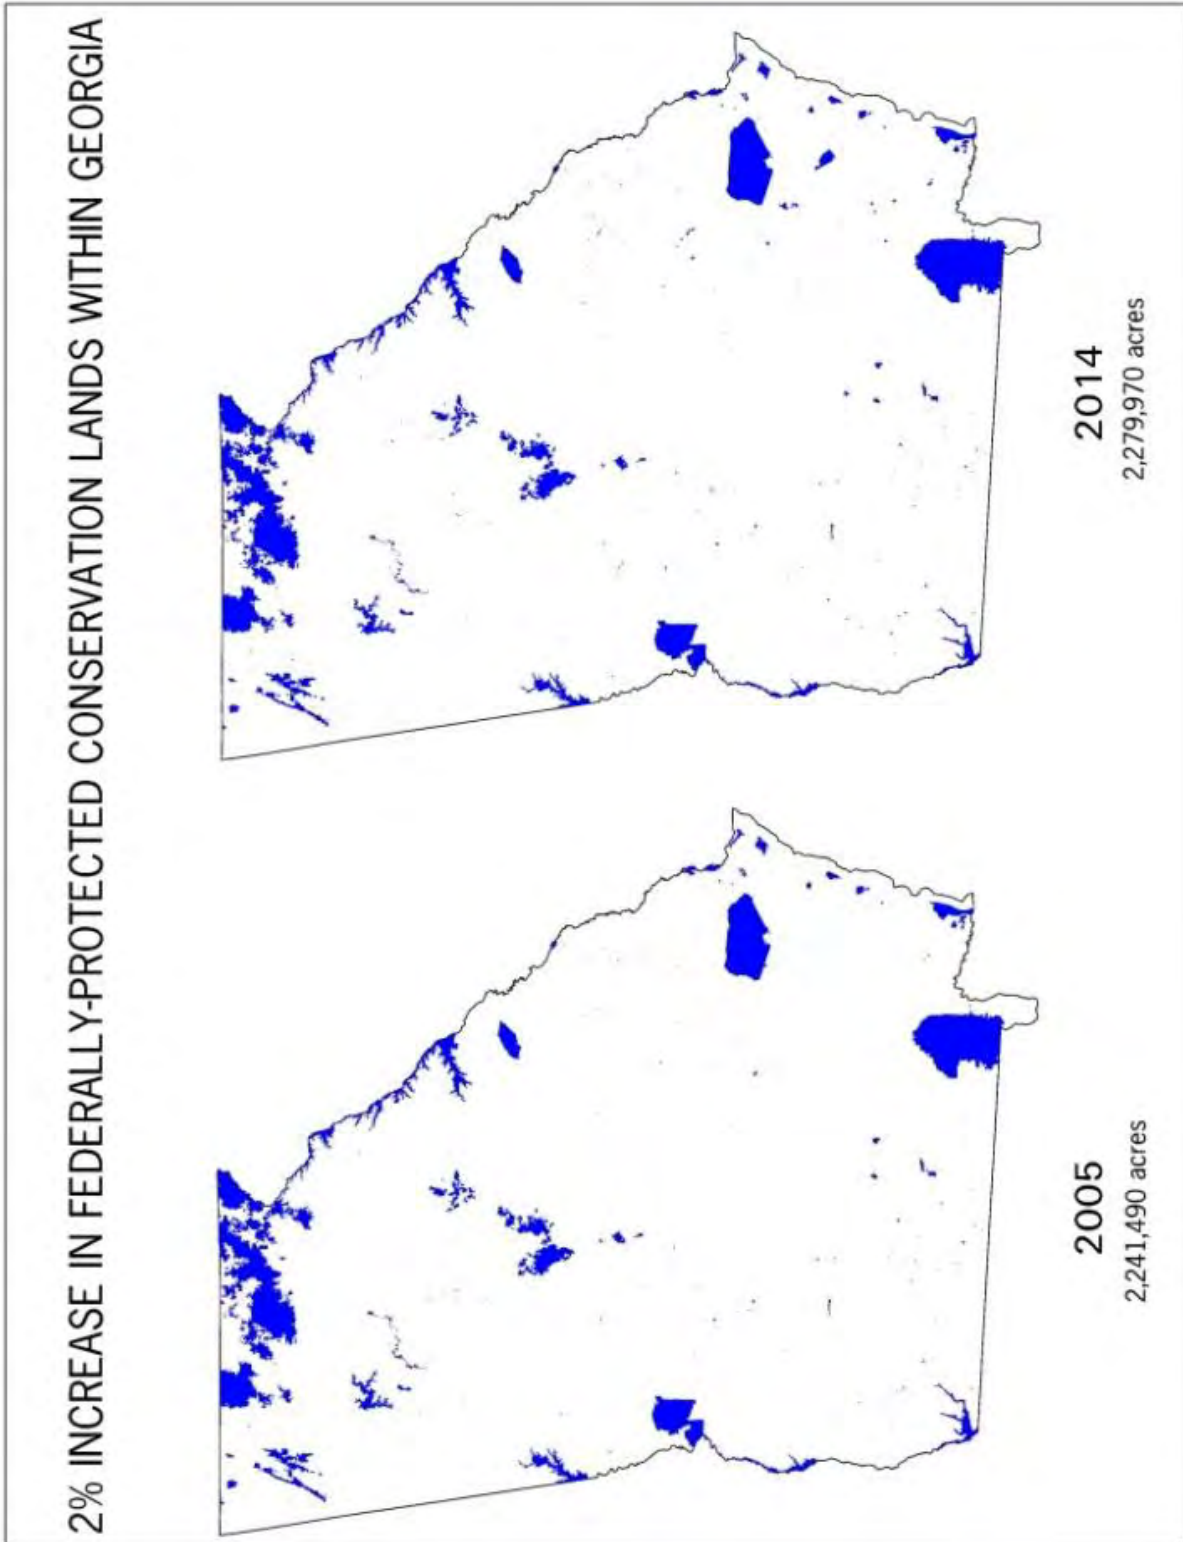 2% INCREASE IN FEDERALLY-PROTECTED CONSERVATION LANDS WITHIN GEORGIA
2005
2,241,490 acres
2014
2,279,970 acres